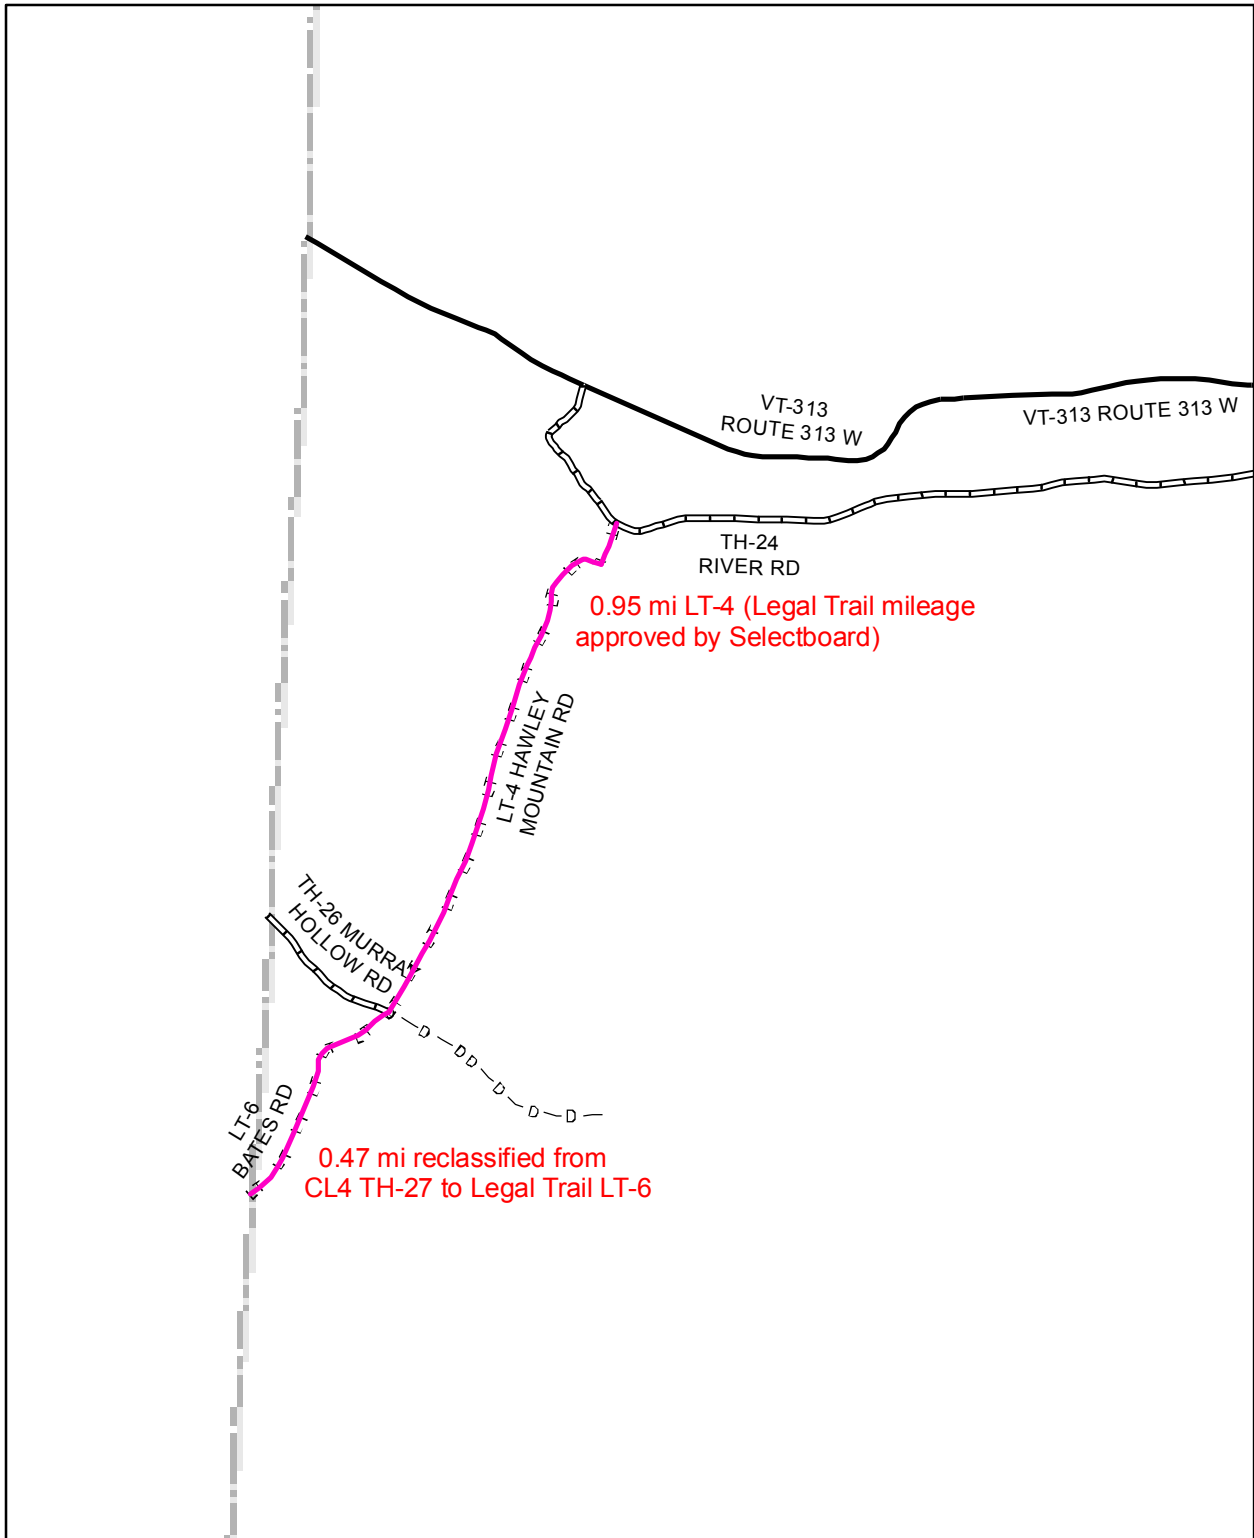 VT-313
ROUTE 313 W
VT-313 ROUTE 313 W
TH-24
RIVER RD
0.95 mi LT-4 (Legal Trail mileage
approved by Selectboard)
LT-4 HAWLEY
MOUNTAIN RD
TH-26 MURRAY
HOLLOW RD
D
D
D
D
D
D
LT-6
BATES RD
0.47 mi reclassified from
CL4 TH-27 to Legal Trail LT-6